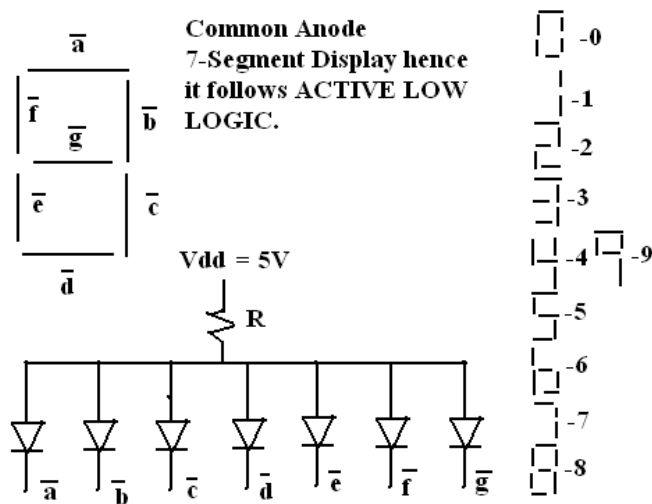 Common Anode
7-Segment Display hence
it follows ACTIVE LOW
LOGIC.
a̅
f̅
b̅
g̅
e̅
c̅
d̅
Vdd = 5V
R
a̅ b̅ c̅ d̅ e̅ f̅ g̅
-0
-1
-2
-3
-4 -9
-5
-6
-7
-8